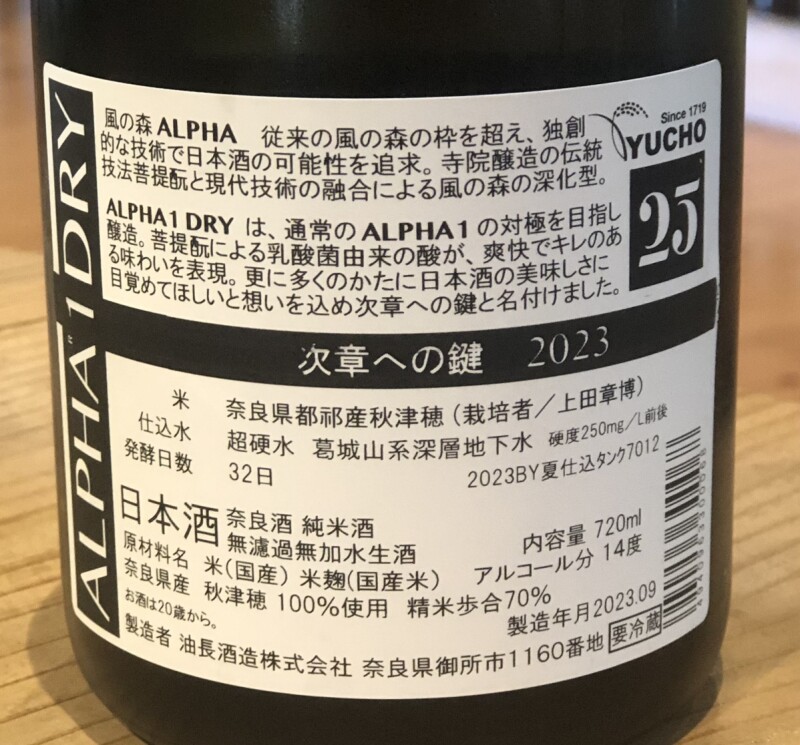 ALPHA"1 DRY
風の森 ALPHA 従来の風の森の枠を超え、独創
的な技術で日本酒の可能性を追求。寺院醸造の伝統
技法菩提酛と現代技術の融合による風の森の深化型。
Since 1719
YUCHO
25
ALPHA1 DRY は、通常の ALPHA1 の対極を目指し
醸造。菩提酛による乳酸菌由来の酸が、爽快でキレのあ
る味わいを表現。更に多くのかたに日本酒の美味しさに
目覚めてほしいと想いを込め次章への鍵と名付けました。
次章への鍵 2023
米 奈良県都祁産秋津穂（栽培者／上田章博）
仕込水 超硬水 葛城山系深層地下水 硬度250mg／L前後
発酵日数 32日
2023BY夏仕込タンク7012
日本酒 奈良酒 純米酒
無濾過無加水生酒
内容量 720ml
原材料名 米(国産) 米麹(国産米) アルコール分 14度
奈良県産 秋津穂 100%使用 精米歩合70%
お酒は20歳から。
製造年月2023.09
製造者 油長酒造株式会社 奈良県御所市1160番地 要冷蔵